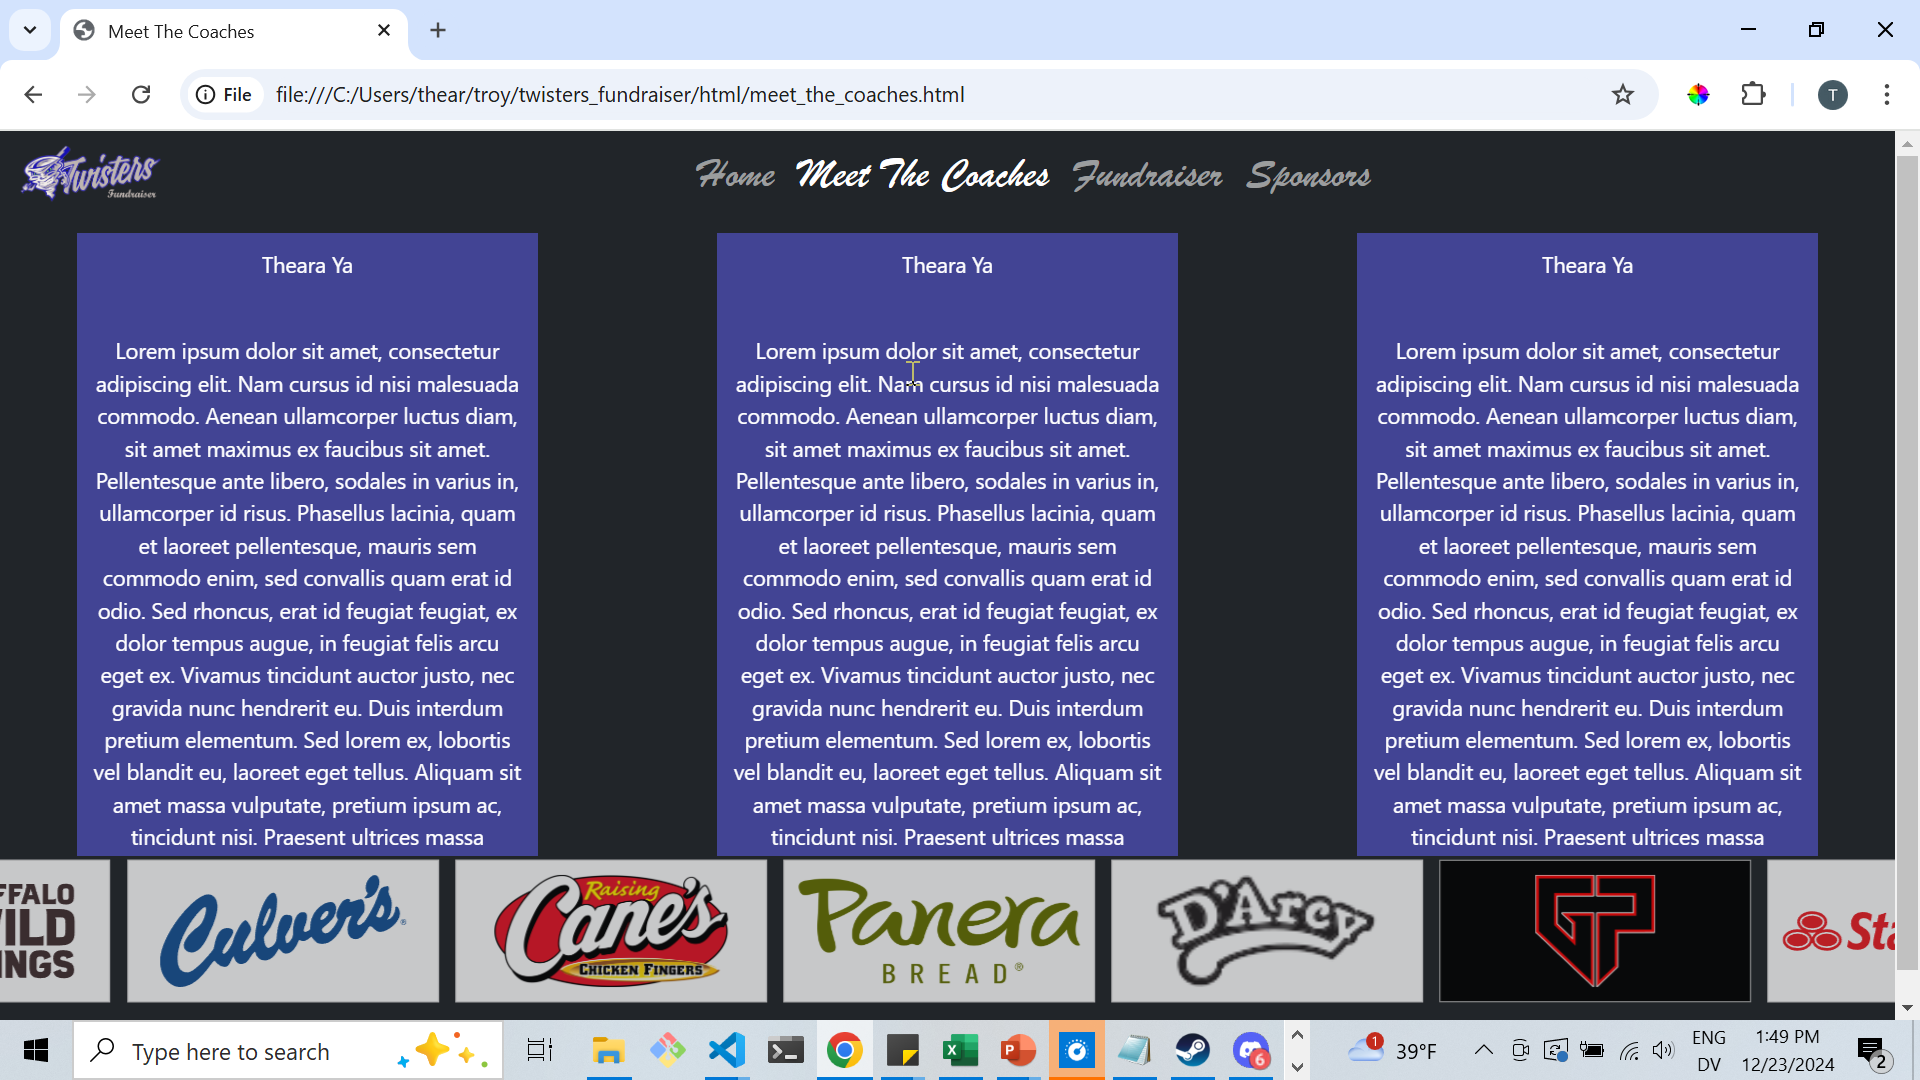 Meet The Coaches
File
file:///C:/Users/thear/troy/twisters_fundraiser/html/meet_the_coaches.html
T
Twisters
Fundraiser
Home Meet The Coaches Fundraiser Sponsors
Theara Ya
Lorem ipsum dolor sit amet, consectetur
adipiscing elit. Nam cursus id nisi malesuada
commodo. Aenean ullamcorper luctus diam,
sit amet maximus ex faucibus sit amet.
Pellentesque ante libero, sodales in varius in,
ullamcorper id risus. Phasellus lacinia, quam
et laoreet pellentesque, mauris sem
commodo enim, sed convallis quam erat id
odio. Sed rhoncus, erat id feugiat feugiat, ex
dolor tempus augue, in feugiat felis arcu
eget ex. Vivamus tincidunt auctor justo, nec
gravida nunc hendrerit eu. Duis interdum
pretium elementum. Sed lorem ex, lobortis
vel blandit eu, laoreet eget tellus. Aliquam sit
amet massa vulputate, pretium ipsum ac,
tincidunt nisi. Praesent ultrices massa
Theara Ya
Lorem ipsum dolor sit amet, consectetur
adipiscing elit. Nam cursus id nisi malesuada
commodo. Aenean ullamcorper luctus diam,
sit amet maximus ex faucibus sit amet.
Pellentesque ante libero, sodales in varius in,
ullamcorper id risus. Phasellus lacinia, quam
et laoreet pellentesque, mauris sem
commodo enim, sed convallis quam erat id
odio. Sed rhoncus, erat id feugiat feugiat, ex
dolor tempus augue, in feugiat felis arcu
eget ex. Vivamus tincidunt auctor justo, nec
gravida nunc hendrerit eu. Duis interdum
pretium elementum. Sed lorem ex, lobortis
vel blandit eu, laoreet eget tellus. Aliquam sit
amet massa vulputate, pretium ipsum ac,
tincidunt nisi. Praesent ultrices massa
Theara Ya
Lorem ipsum dolor sit amet, consectetur
adipiscing elit. Nam cursus id nisi malesuada
commodo. Aenean ullamcorper luctus diam,
sit amet maximus ex faucibus sit amet.
Pellentesque ante libero, sodales in varius in,
ullamcorper id risus. Phasellus lacinia, quam
et laoreet pellentesque, mauris sem
commodo enim, sed convallis quam erat id
odio. Sed rhoncus, erat id feugiat feugiat, ex
dolor tempus augue, in feugiat felis arcu
eget ex. Vivamus tincidunt auctor justo, nec
gravida nunc hendrerit eu. Duis interdum
pretium elementum. Sed lorem ex, lobortis
vel blandit eu, laoreet eget tellus. Aliquam sit
amet massa vulputate, pretium ipsum ac,
tincidunt nisi. Praesent ultrices massa
FFALO
ILD
NGS
Culver's
Raising
Cane's
CHICKEN FINGERS
Panera
BREAD®
D'Arcy
GP
Sta
Type here to search
1
39°F
ENG
DV
1:49 PM
12/23/2024
6
2